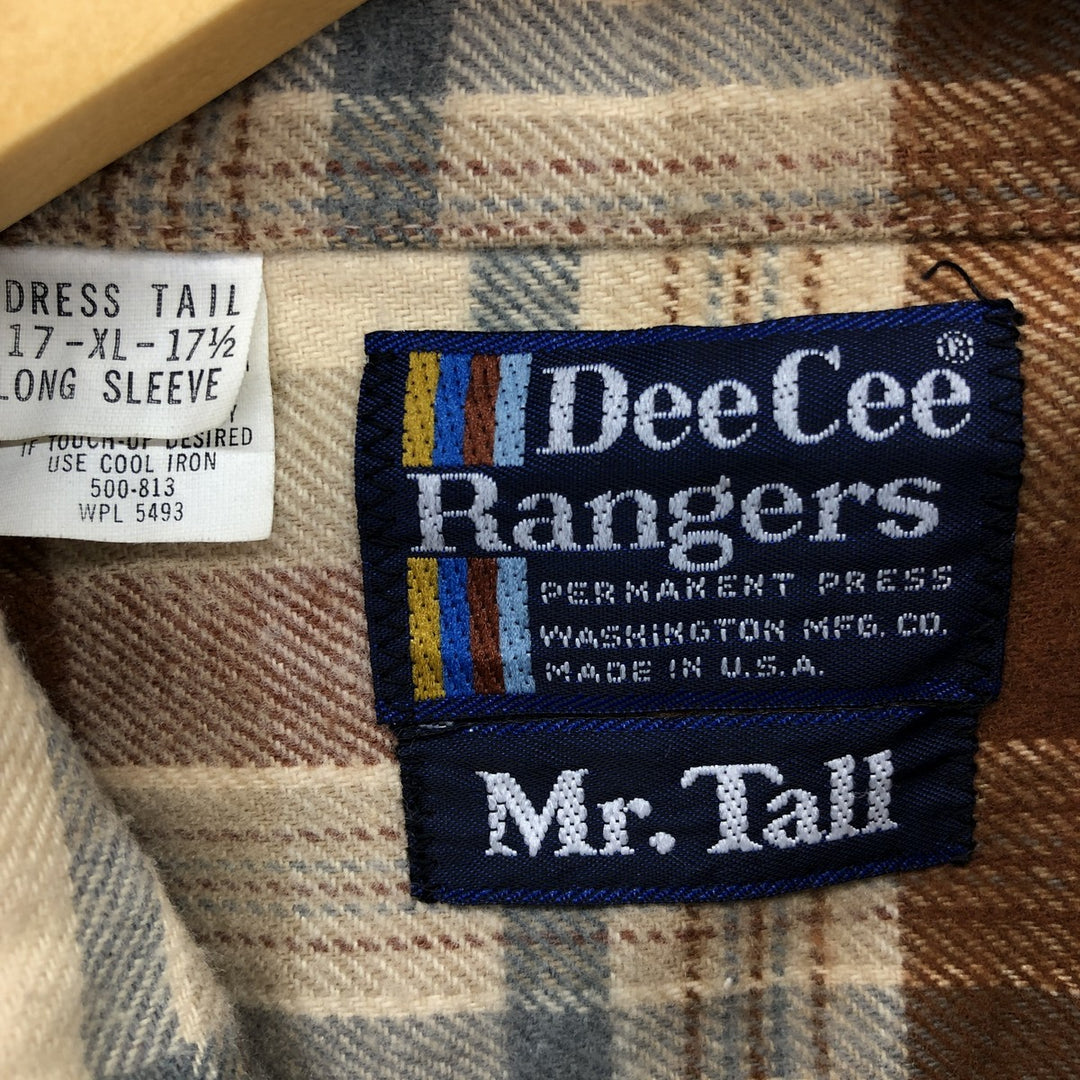 DRESS TAIL
17-XL-17½
LONG SLEEVE
IF TOUCH-UP DESIRED
USE COOL IRON
500-813
WPL 5493
DeeCee®
Rangers
PERMANENT PRESS
WASHINGTON MFG. CO.
MADE IN U.S.A.
Mr. Tall